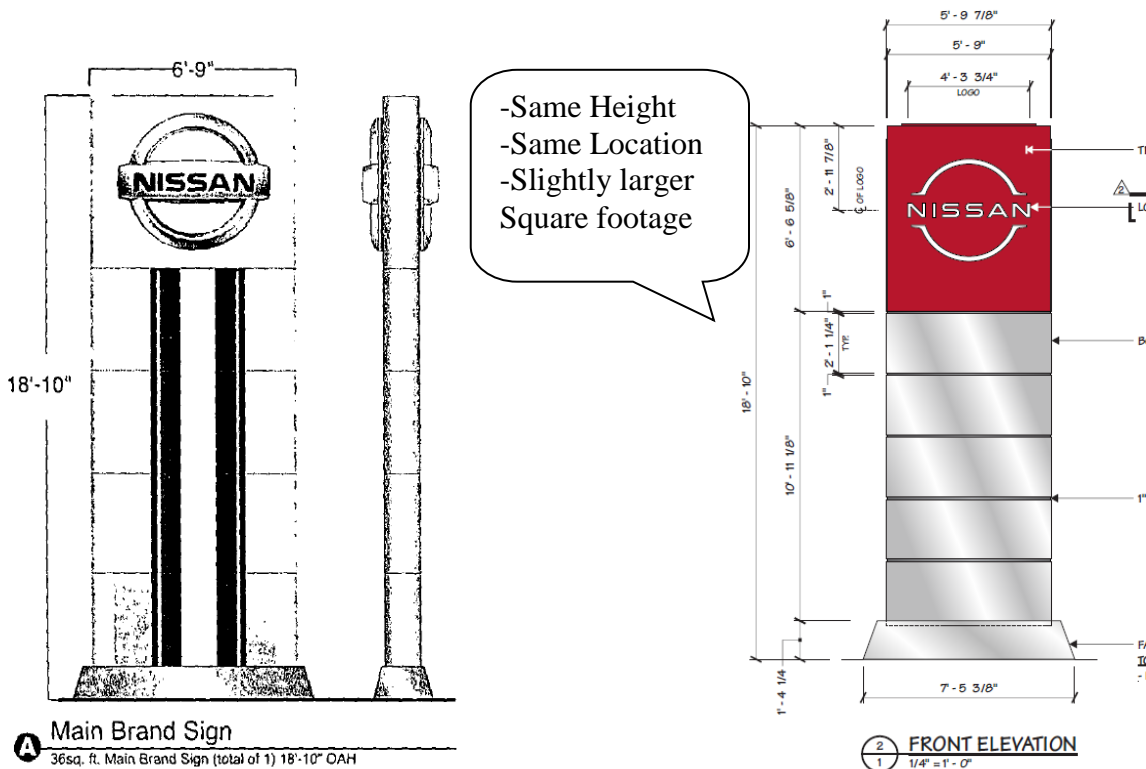 6'-9"
NISSAN
18'-10"
A
Main Brand Sign
36sq. ft. Main Brand Sign (total of 1) 18'-10" OAH
-Same Height
-Same Location
-Slightly larger
Square footage
5' - 9 7/8"
5' - 9"
4' - 3 3/4"
LOGO
2' - 11 7/8"
℄ OF LOGO
6' - 6 5/8"
NISSAN
1"
2' - 1 1/4"
TYP.
1"
18' - 10"
10' - 11 1/8"
1' - 4 1/4
7' - 5 3/8"
2
1"
2
1
FRONT ELEVATION
1/4" = 1' - 0"